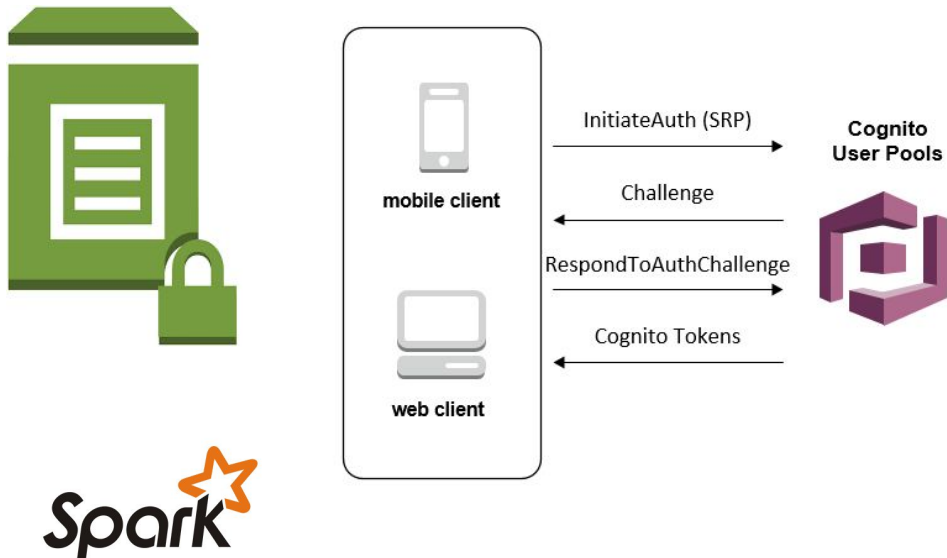 InitiateAuth (SRP)
Cognito
User Pools
mobile client
Challenge
RespondToAuthChallenge
Cognito Tokens
web client
Spark